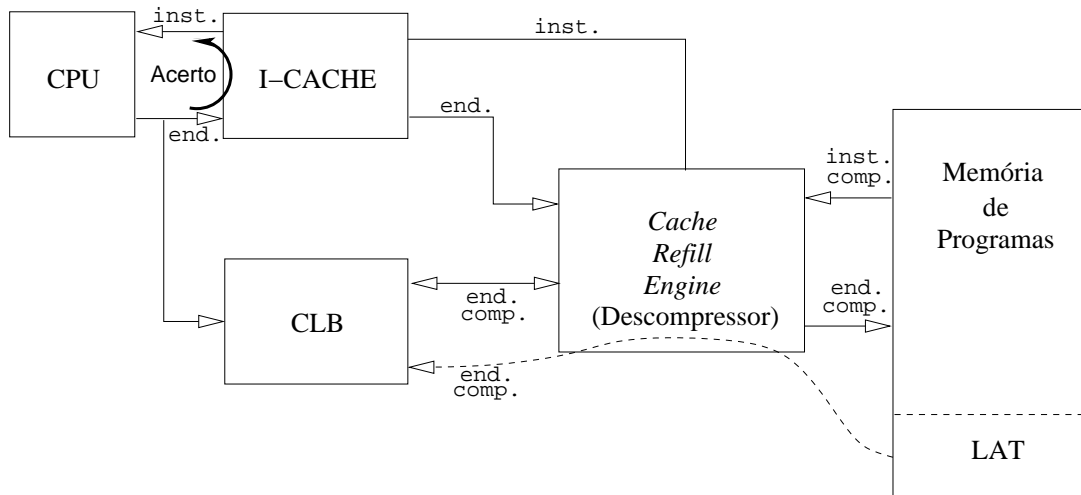 inst.
CPU
Acerto
I–CACHE
end.
inst.
end.
inst.
comp.
Memória
de
Programas
Cache
Refill
Engine
(Descompressor)
end.
comp.
CLB
end.
comp.
end.
comp.
LAT